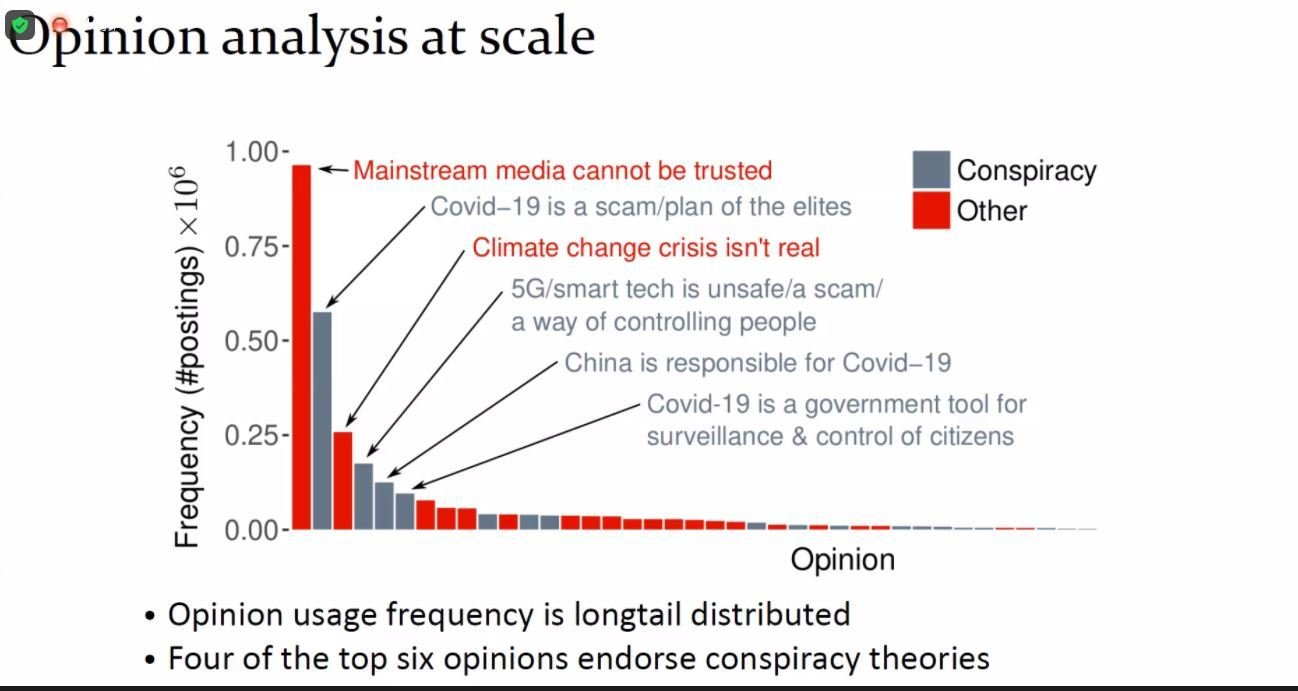 Opinion analysis at scale
Frequency (#postings) ×10⁶
1.00
0.75
0.50
0.25
0.00
Mainstream media cannot be trusted
Covid–19 is a scam/plan of the elites
Climate change crisis isn't real
5G/smart tech is unsafe/a scam/
a way of controlling people
China is responsible for Covid–19
Covid-19 is a government tool for
surveillance & control of citizens
Conspiracy
Other
Opinion
• Opinion usage frequency is longtail distributed
• Four of the top six opinions endorse conspiracy theories